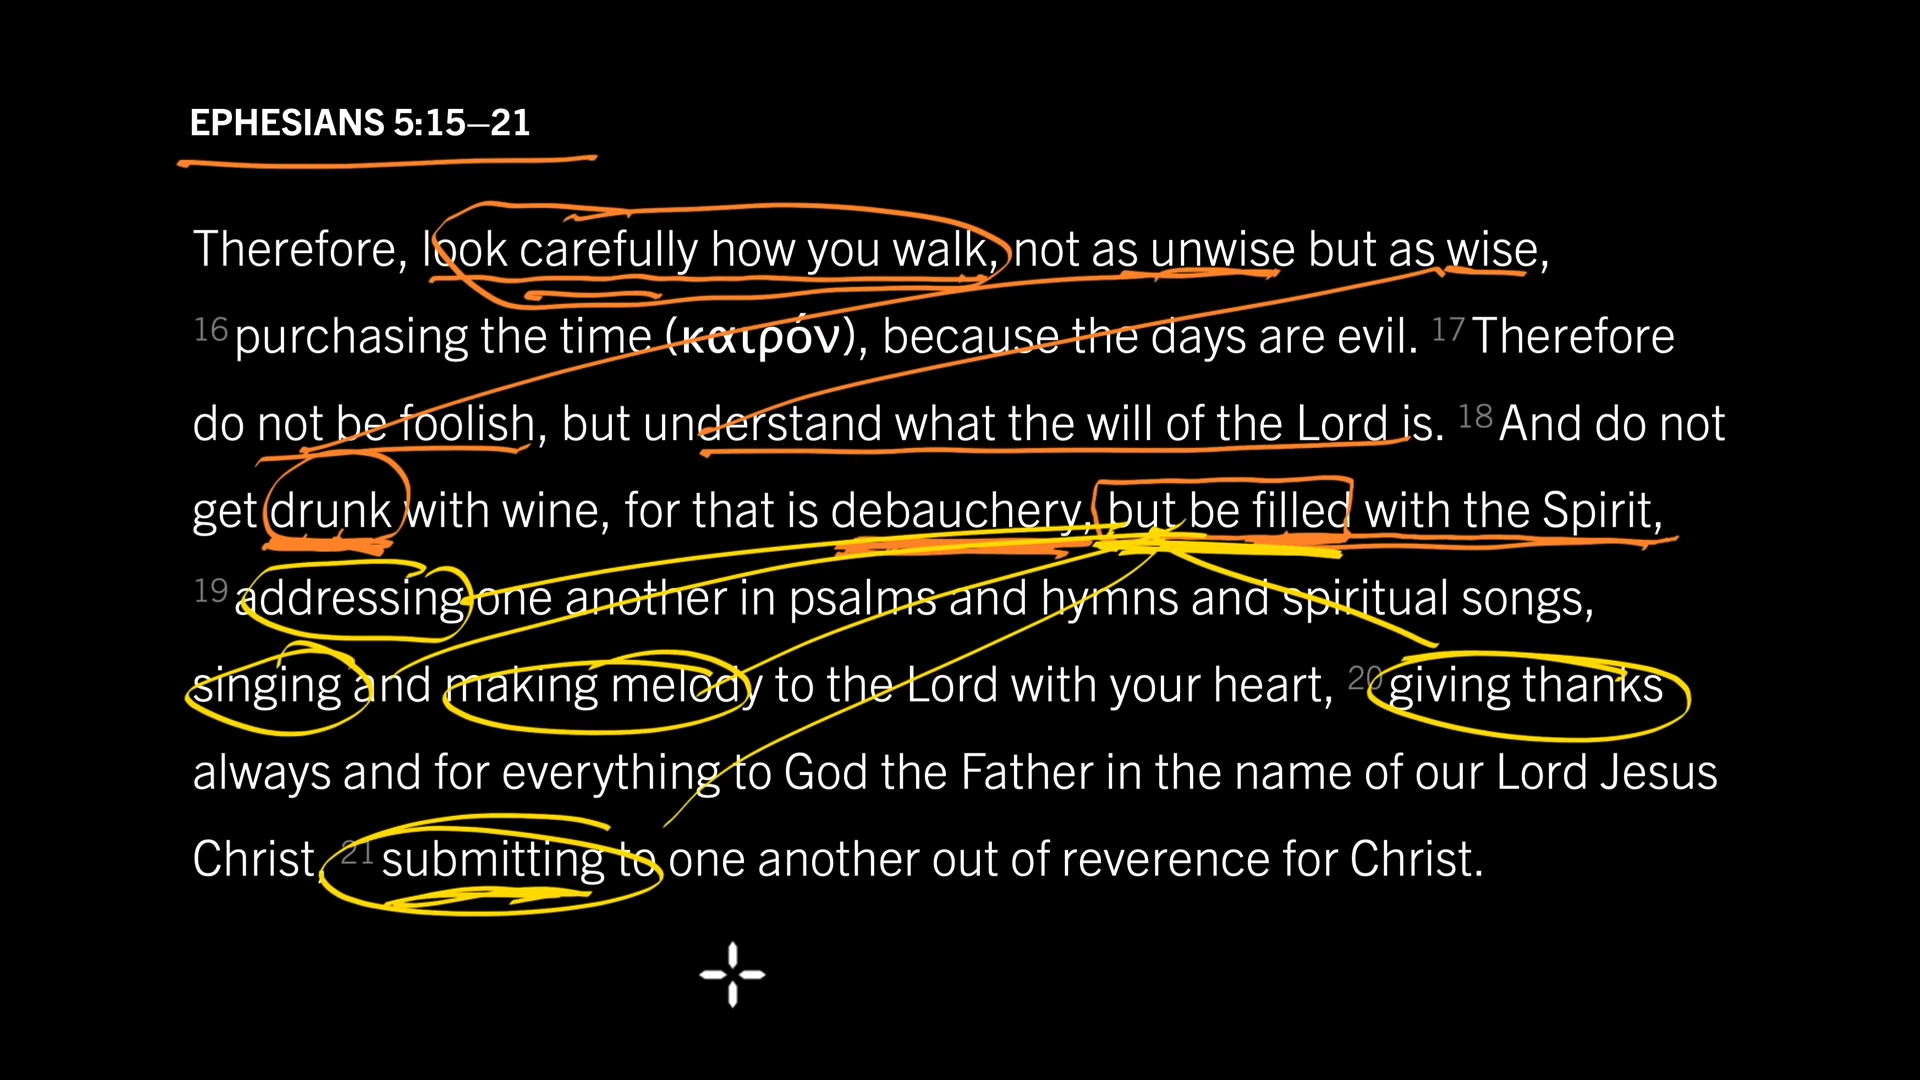 EPHESIANS 5:15–21
Therefore, look carefully how you walk, not as unwise but as wise,
16 purchasing the time (καιρόν), because the days are evil. 17 Therefore
do not be foolish, but understand what the will of the Lord is. 18 And do not
get drunk with wine, for that is debauchery, but be filled with the Spirit,
19 addressing one another in psalms and hymns and spiritual songs,
singing and making melody to the Lord with your heart, 20 giving thanks
always and for everything to God the Father in the name of our Lord Jesus
Christ, 21 submitting to one another out of reverence for Christ.